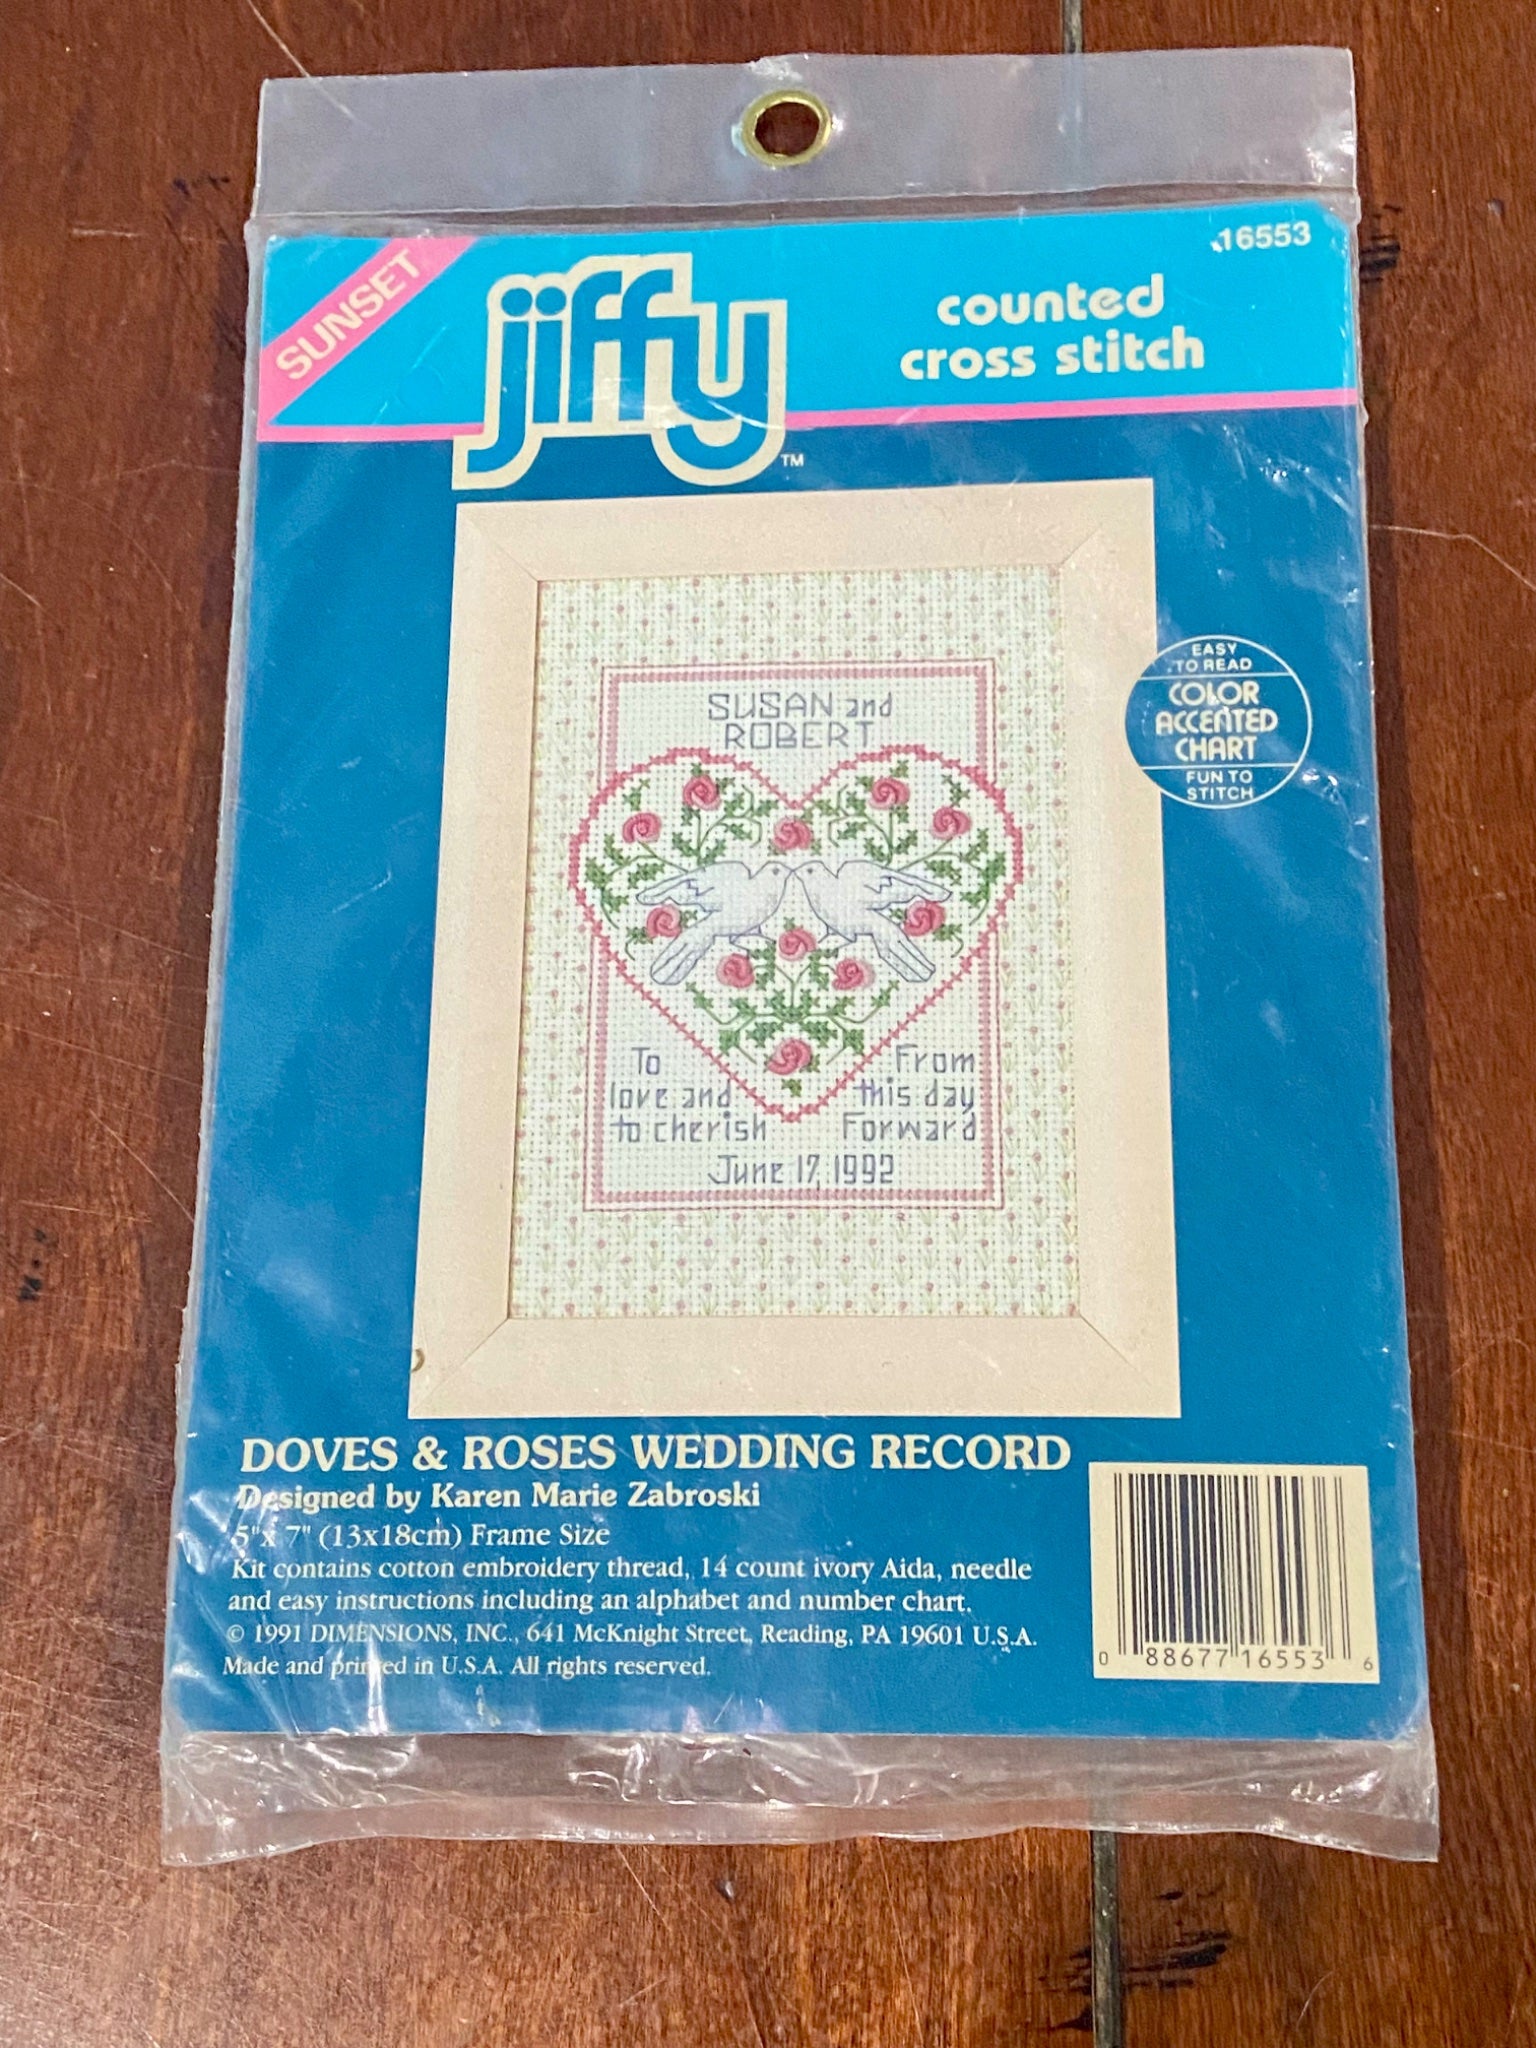 SUNSET
jiffy™
counted
cross stitch
16553
EASY
TO READ
COLOR
ACCENTED
CHART
FUN TO
STITCH
SUSAN and
ROBERT
To
love and
to cherish
From
this day
Forward
June 17, 1992
DOVES & ROSES WEDDING RECORD
Designed by Karen Marie Zabroski
5"x 7" (13x18cm) Frame Size
Kit contains cotton embroidery thread, 14 count ivory Aida, needle
and easy instructions including an alphabet and number chart.
© 1991 DIMENSIONS, INC., 641 McKnight Street, Reading, PA 19601 U.S.A.
Made and printed in U.S.A. All rights reserved.
0 88677 16553 6